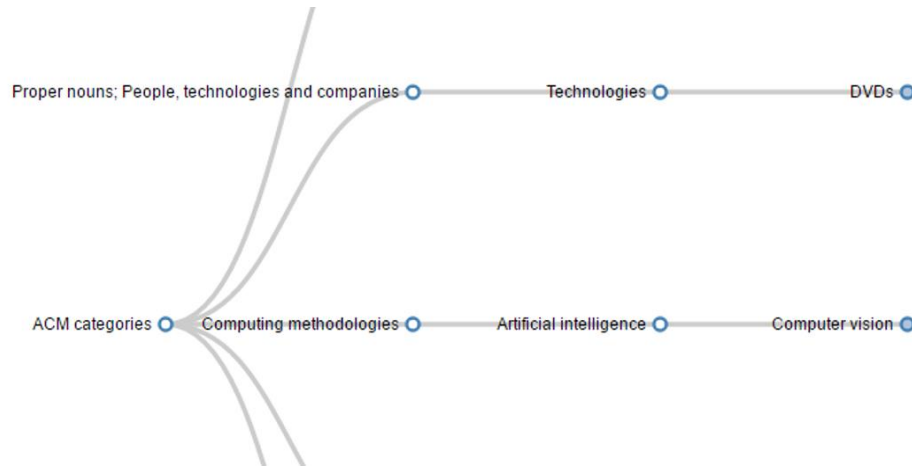 Proper nouns; People, technologies and companies
Technologies
DVDs
ACM categories
Computing methodologies
Artificial intelligence
Computer vision